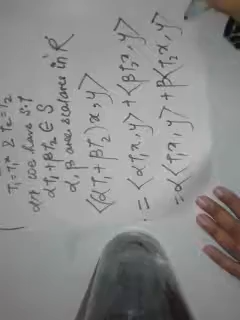 T₁ = T₁* & T₂ = T₂
we have S.T
αT₁ + βT₂ ∈ S
α, β are scalars in R
⟨(αT₁ + βT₂)x, y⟩
= ⟨αT₁x, y⟩ + ⟨βT₂x, y⟩
= α⟨T₁x, y⟩ + β⟨T₂x, y⟩